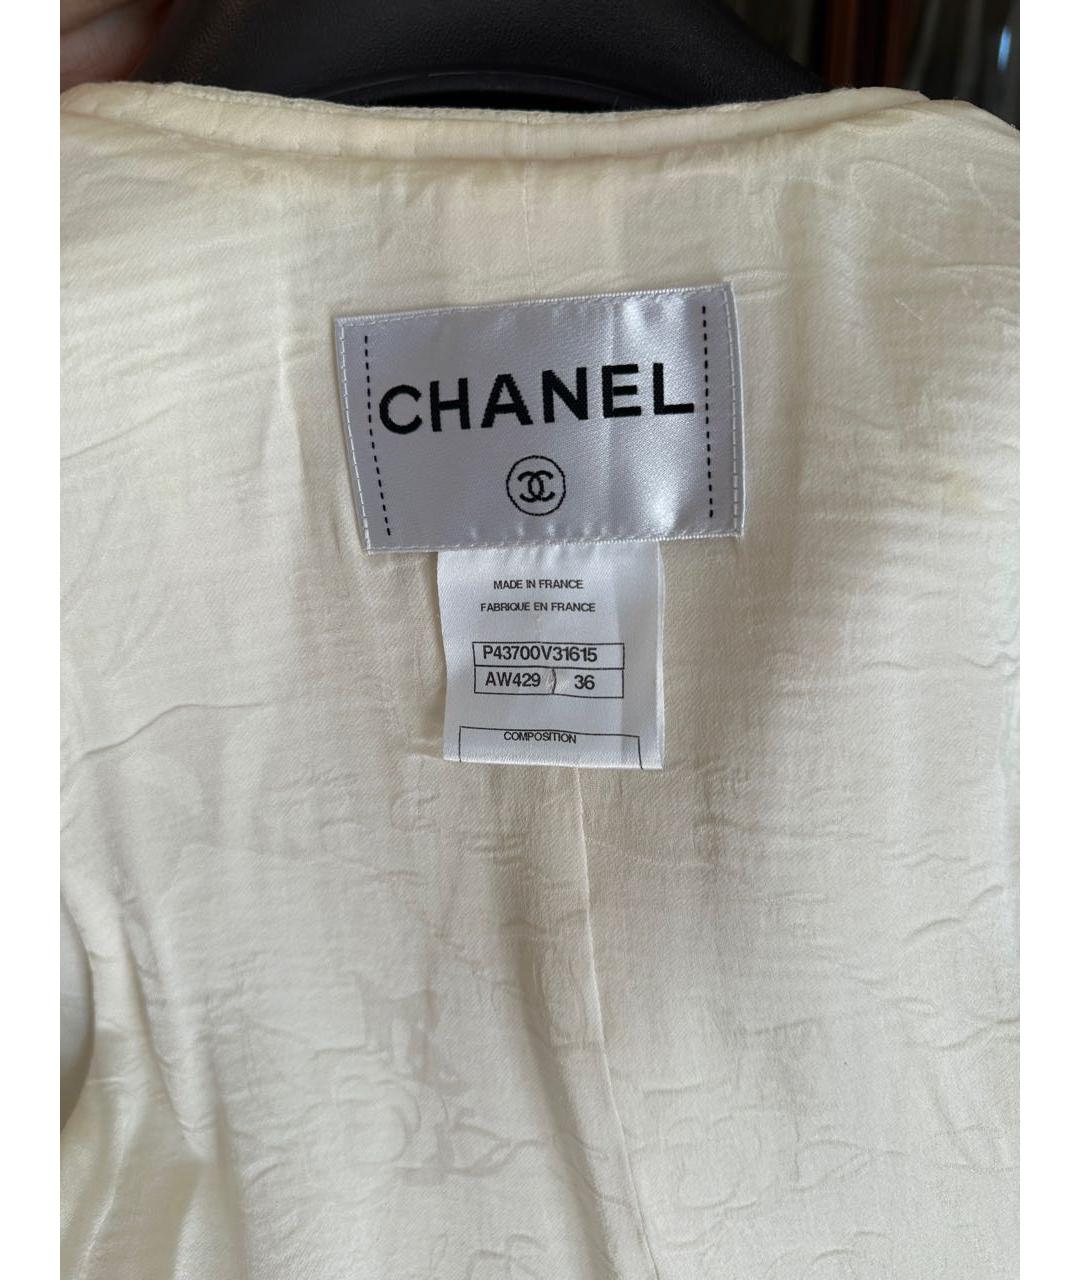 CHANEL
MADE IN FRANCE
FABRIQUE EN FRANCE
P43700V31615
AW429 36
COMPOSITION